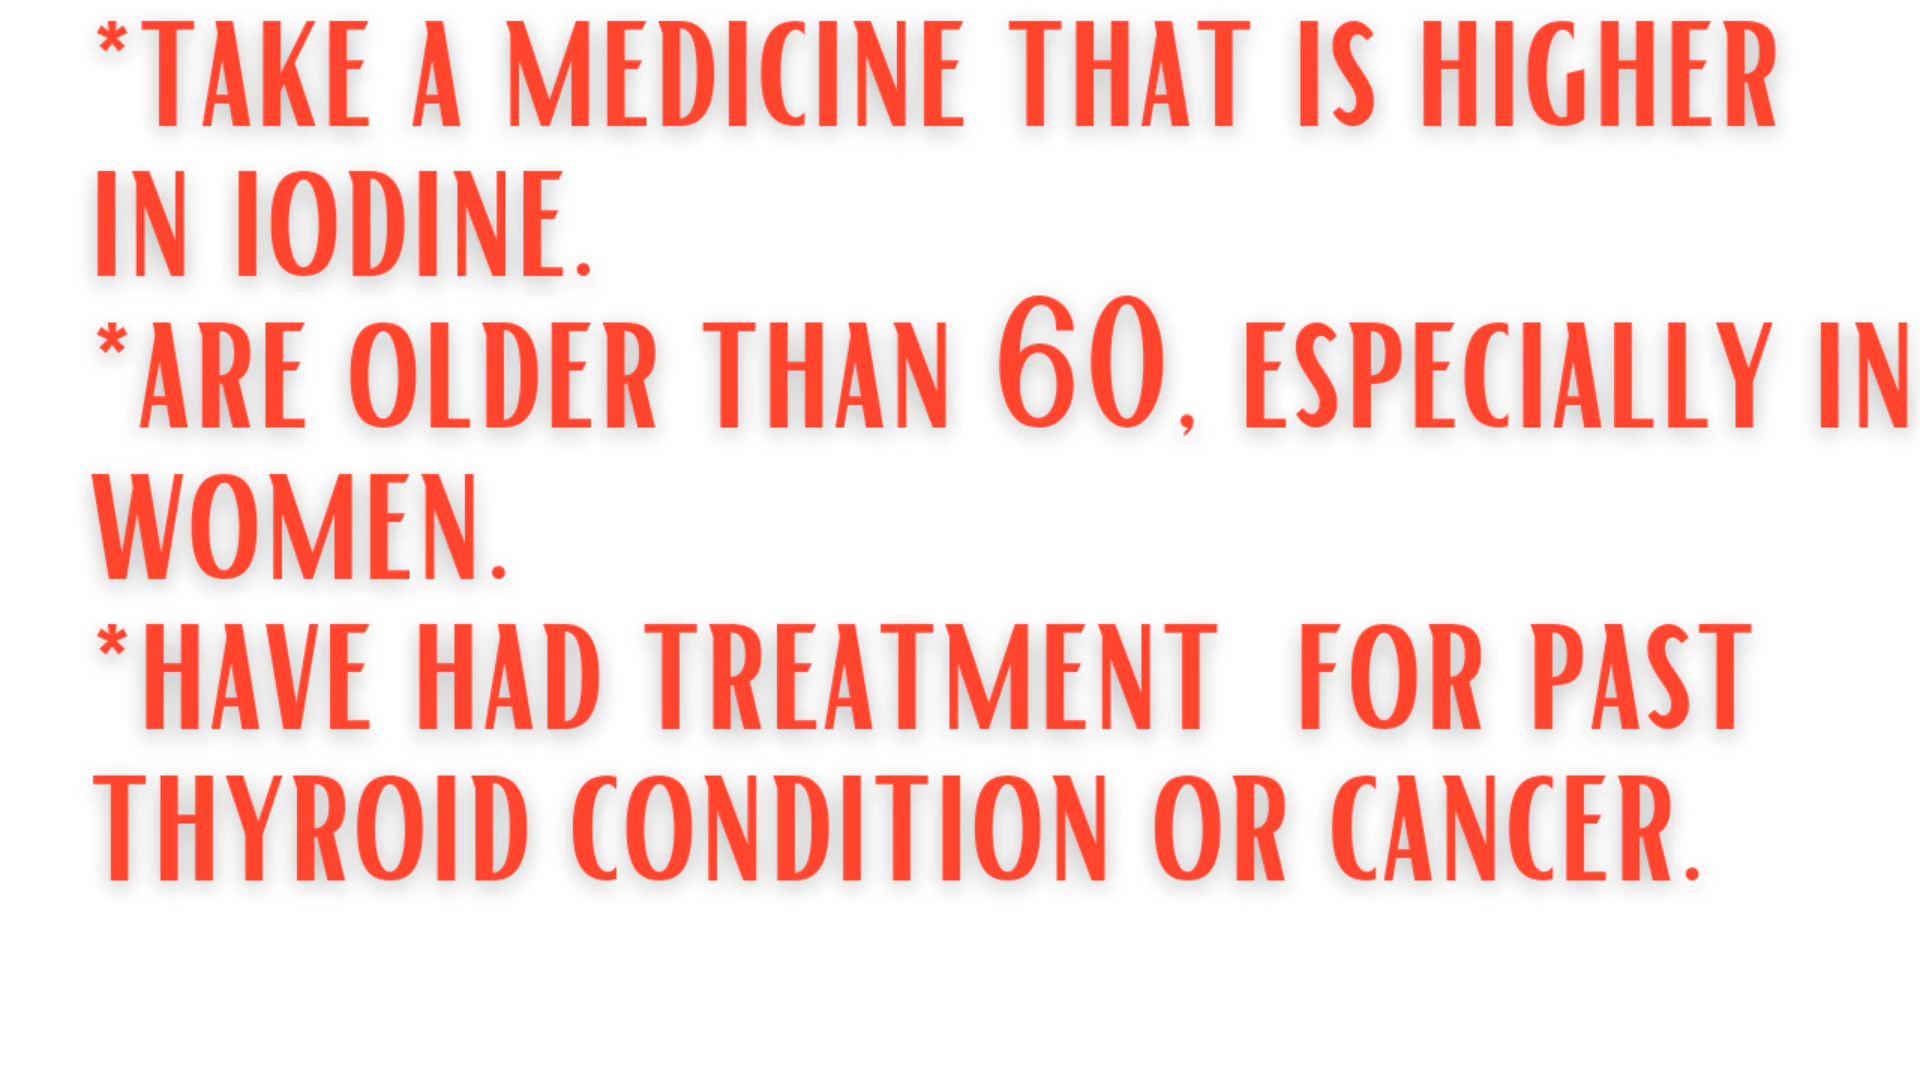 *TAKE A MEDICINE THAT IS HIGHER
IN IODINE.
*ARE OLDER THAN 60, ESPECIALLY IN
WOMEN.
*HAVE HAD TREATMENT  FOR PAST
THYROID CONDITION OR CANCER.